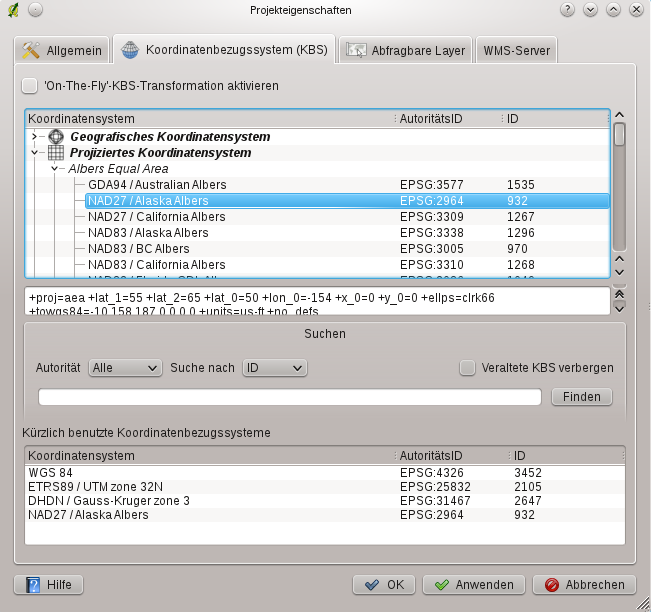 Projekteigenschaften
Allgemein Koordinatenbezugssystem (KBS) Abfragbare Layer WMS-Server
'On-The-Fly'-KBS-Transformation aktivieren
Koordinatensystem AutoritätsID ID
Geografisches Koordinatensystem
Projiziertes Koordinatensystem
Albers Equal Area
GDA94 / Australian Albers EPSG:3577 1535
NAD27 / Alaska Albers EPSG:2964 932
NAD27 / California Albers EPSG:3309 1267
NAD83 / Alaska Albers EPSG:3338 1296
NAD83 / BC Albers EPSG:3005 970
NAD83 / California Albers EPSG:3310 1268
+proj=aea +lat_1=55 +lat_2=65 +lat_0=50 +lon_0=-154 +x_0=0 +y_0=0 +ellps=clrk66
+towgs84=-10,158,187,0,0,0,0 +units=us-ft +no_defs
Suchen
Autorität Alle Suche nach ID Veraltete KBS verbergen
Finden
Kürzlich benutzte Koordinatenbezugssysteme
Koordinatensystem AutoritätsID ID
WGS 84 EPSG:4326 3452
ETRS89 / UTM zone 32N EPSG:25832 2105
DHDN / Gauss-Kruger zone 3 EPSG:31467 2647
NAD27 / Alaska Albers EPSG:2964 932
Hilfe OK Anwenden Abbrechen